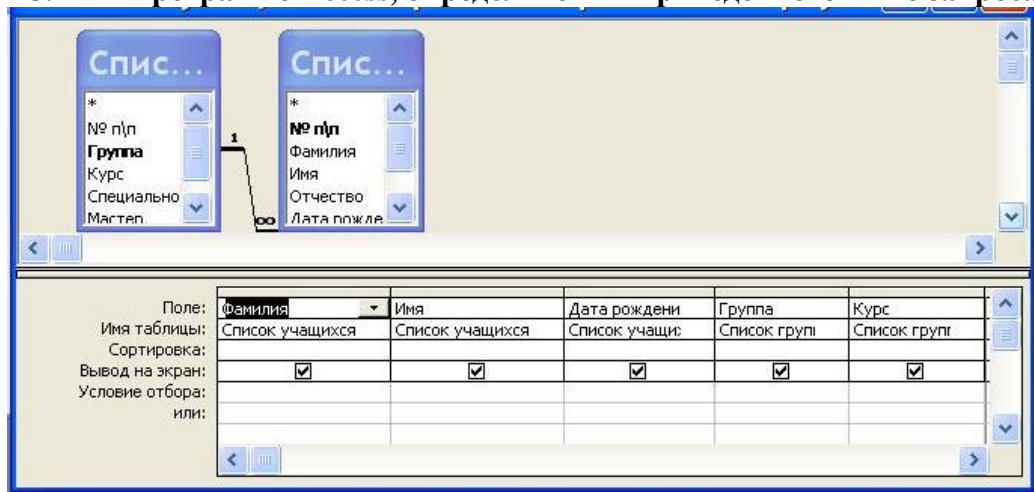 Спис... Спис...
* *
№ п\п № п\п
Группа 1 Фамилия
Курс Имя
Специально Отчество
Мастер ∞ Дата рожде
Поле: Фамилия Имя Дата рождени Группа Курс
Имя таблицы: Список учащихся Список учащихся Список учащи: Список групп Список групп
Сортировка:
Вывод на экран:
Условие отбора:
или: